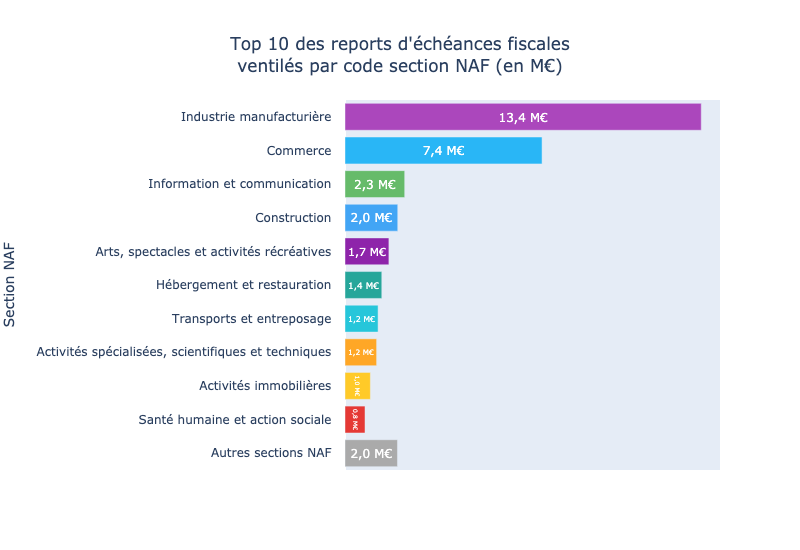 Top 10 des reports d'échéances fiscales
ventilés par code section NAF (en M€)
Section NAF
Industrie manufacturière 13,4 M€
Commerce 7,4 M€
Information et communication 2,3 M€
Construction 2,0 M€
Arts, spectacles et activités récréatives 1,7 M€
Hébergement et restauration 1,4 M€
Transports et entreposage 1,2 M€
Activités spécialisées, scientifiques et techniques 1,2 M€
Activités immobilières
Santé humaine et action sociale 0,8 M€
Autres sections NAF 2,0 M€